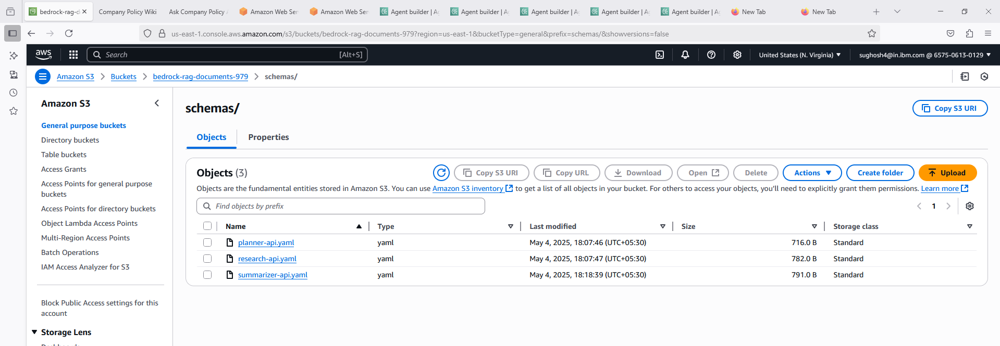 bedrock-rag-d
Company Policy Wiki
Ask Company Policy
Amazon Web Ser
Amazon Web Ser
Agent builder | A
Agent builder | A
Agent builder | A
Agent builder | A
Agent builder | A
New Tab
New Tab
us-east-1.console.aws.amazon.com/s3/buckets/bedrock-rag-documents-979?region=us-east-1&bucketType=general&prefix=schemas/&showversions=false
aws
Search
[Alt+S]
United States (N. Virginia)
sughosh4@in.ibm.com @ 6575-0613-0129
Amazon S3
Buckets
bedrock-rag-documents-979
schemas/
Amazon S3
General purpose buckets
Directory buckets
Table buckets
Access Grants
Access Points for general purpose
buckets
Access Points for directory buckets
Object Lambda Access Points
Multi-Region Access Points
Batch Operations
IAM Access Analyzer for S3
Block Public Access settings for this
account
Storage Lens
Dashboards
schemas/
Copy S3 URI
Objects
Properties
Objects (3)
Copy S3 URI
Copy URL
Download
Open
Delete
Actions
Create folder
Upload
Objects are the fundamental entities stored in Amazon S3. You can use Amazon S3 inventory to get a list of all objects in your bucket. For others to access your objects, you’ll need to explicitly grant them permissions. Learn more
Find objects by prefix
1
Name Type Last modified Size Storage class
planner-api.yaml yaml May 4, 2025, 18:07:46 (UTC+05:30) 716.0 B Standard
research-api.yaml yaml May 4, 2025, 18:07:47 (UTC+05:30) 782.0 B Standard
summarizer-api.yaml yaml May 4, 2025, 18:18:39 (UTC+05:30) 791.0 B Standard